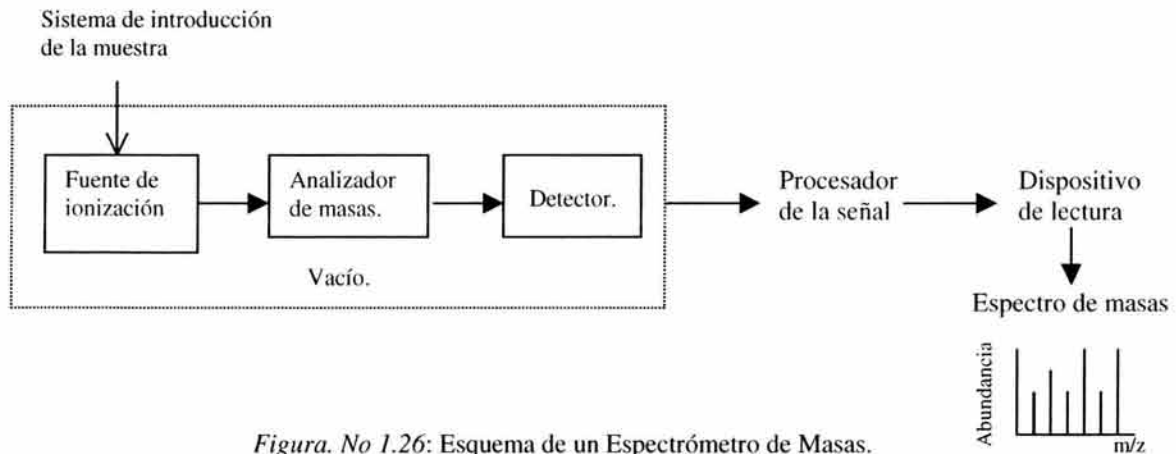 Sistema de introducción
de la muestra
Fuente de
ionización
Analizador
de masas.
Detector.
Vacío.
Procesador
de la señal
Dispositivo
de lectura
Espectro de masas
Abundancia
m/z
Figura. No 1.26: Esquema de un Espectrómetro de Masas.